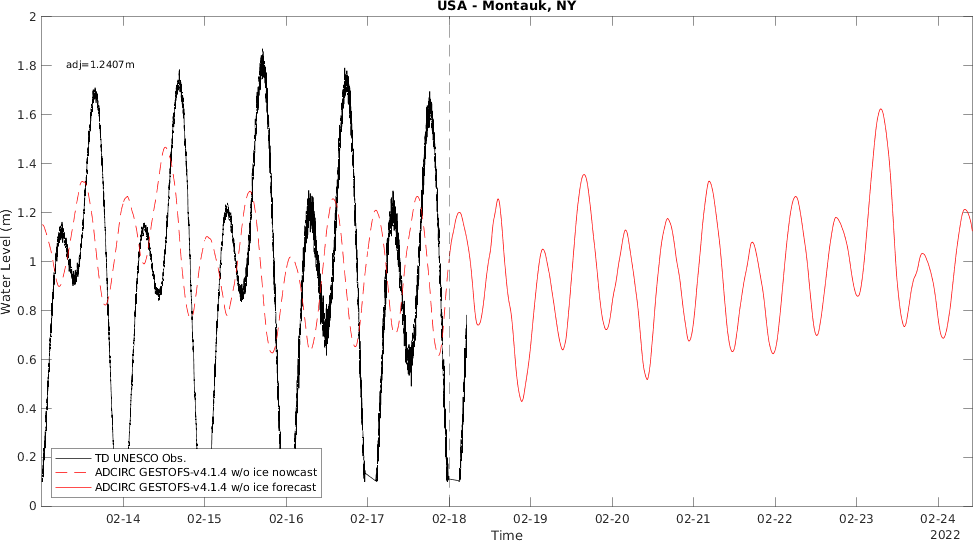 USA - Montauk, NY
adj=1.2407m
Water Level (m)
2
1.8
1.6
1.4
1.2
1
0.8
0.6
0.4
0.2
0
TD UNESCO Obs.
ADCIRC GESTOFS-v4.1.4 w/o ice nowcast
ADCIRC GESTOFS-v4.1.4 w/o ice forecast
02-14 02-15 02-16 02-17 02-18 02-19 02-20 02-21 02-22 02-23 02-24
Time
2022